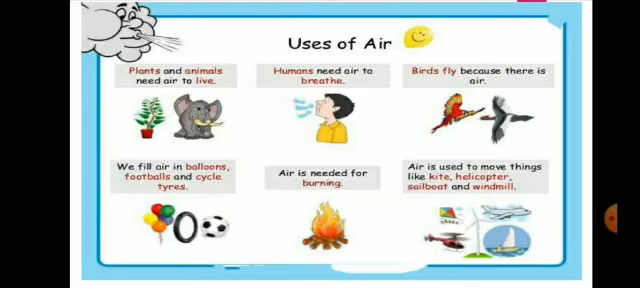 Uses of Air
Plants and animals
need air to live.
Humans need air to
breathe.
Birds fly because there is
air.
We fill air in balloons,
footballs and cycle
tyres.
Air is needed for
burning.
Air is used to move things
like kite, helicopter,
sailboat and windmill.